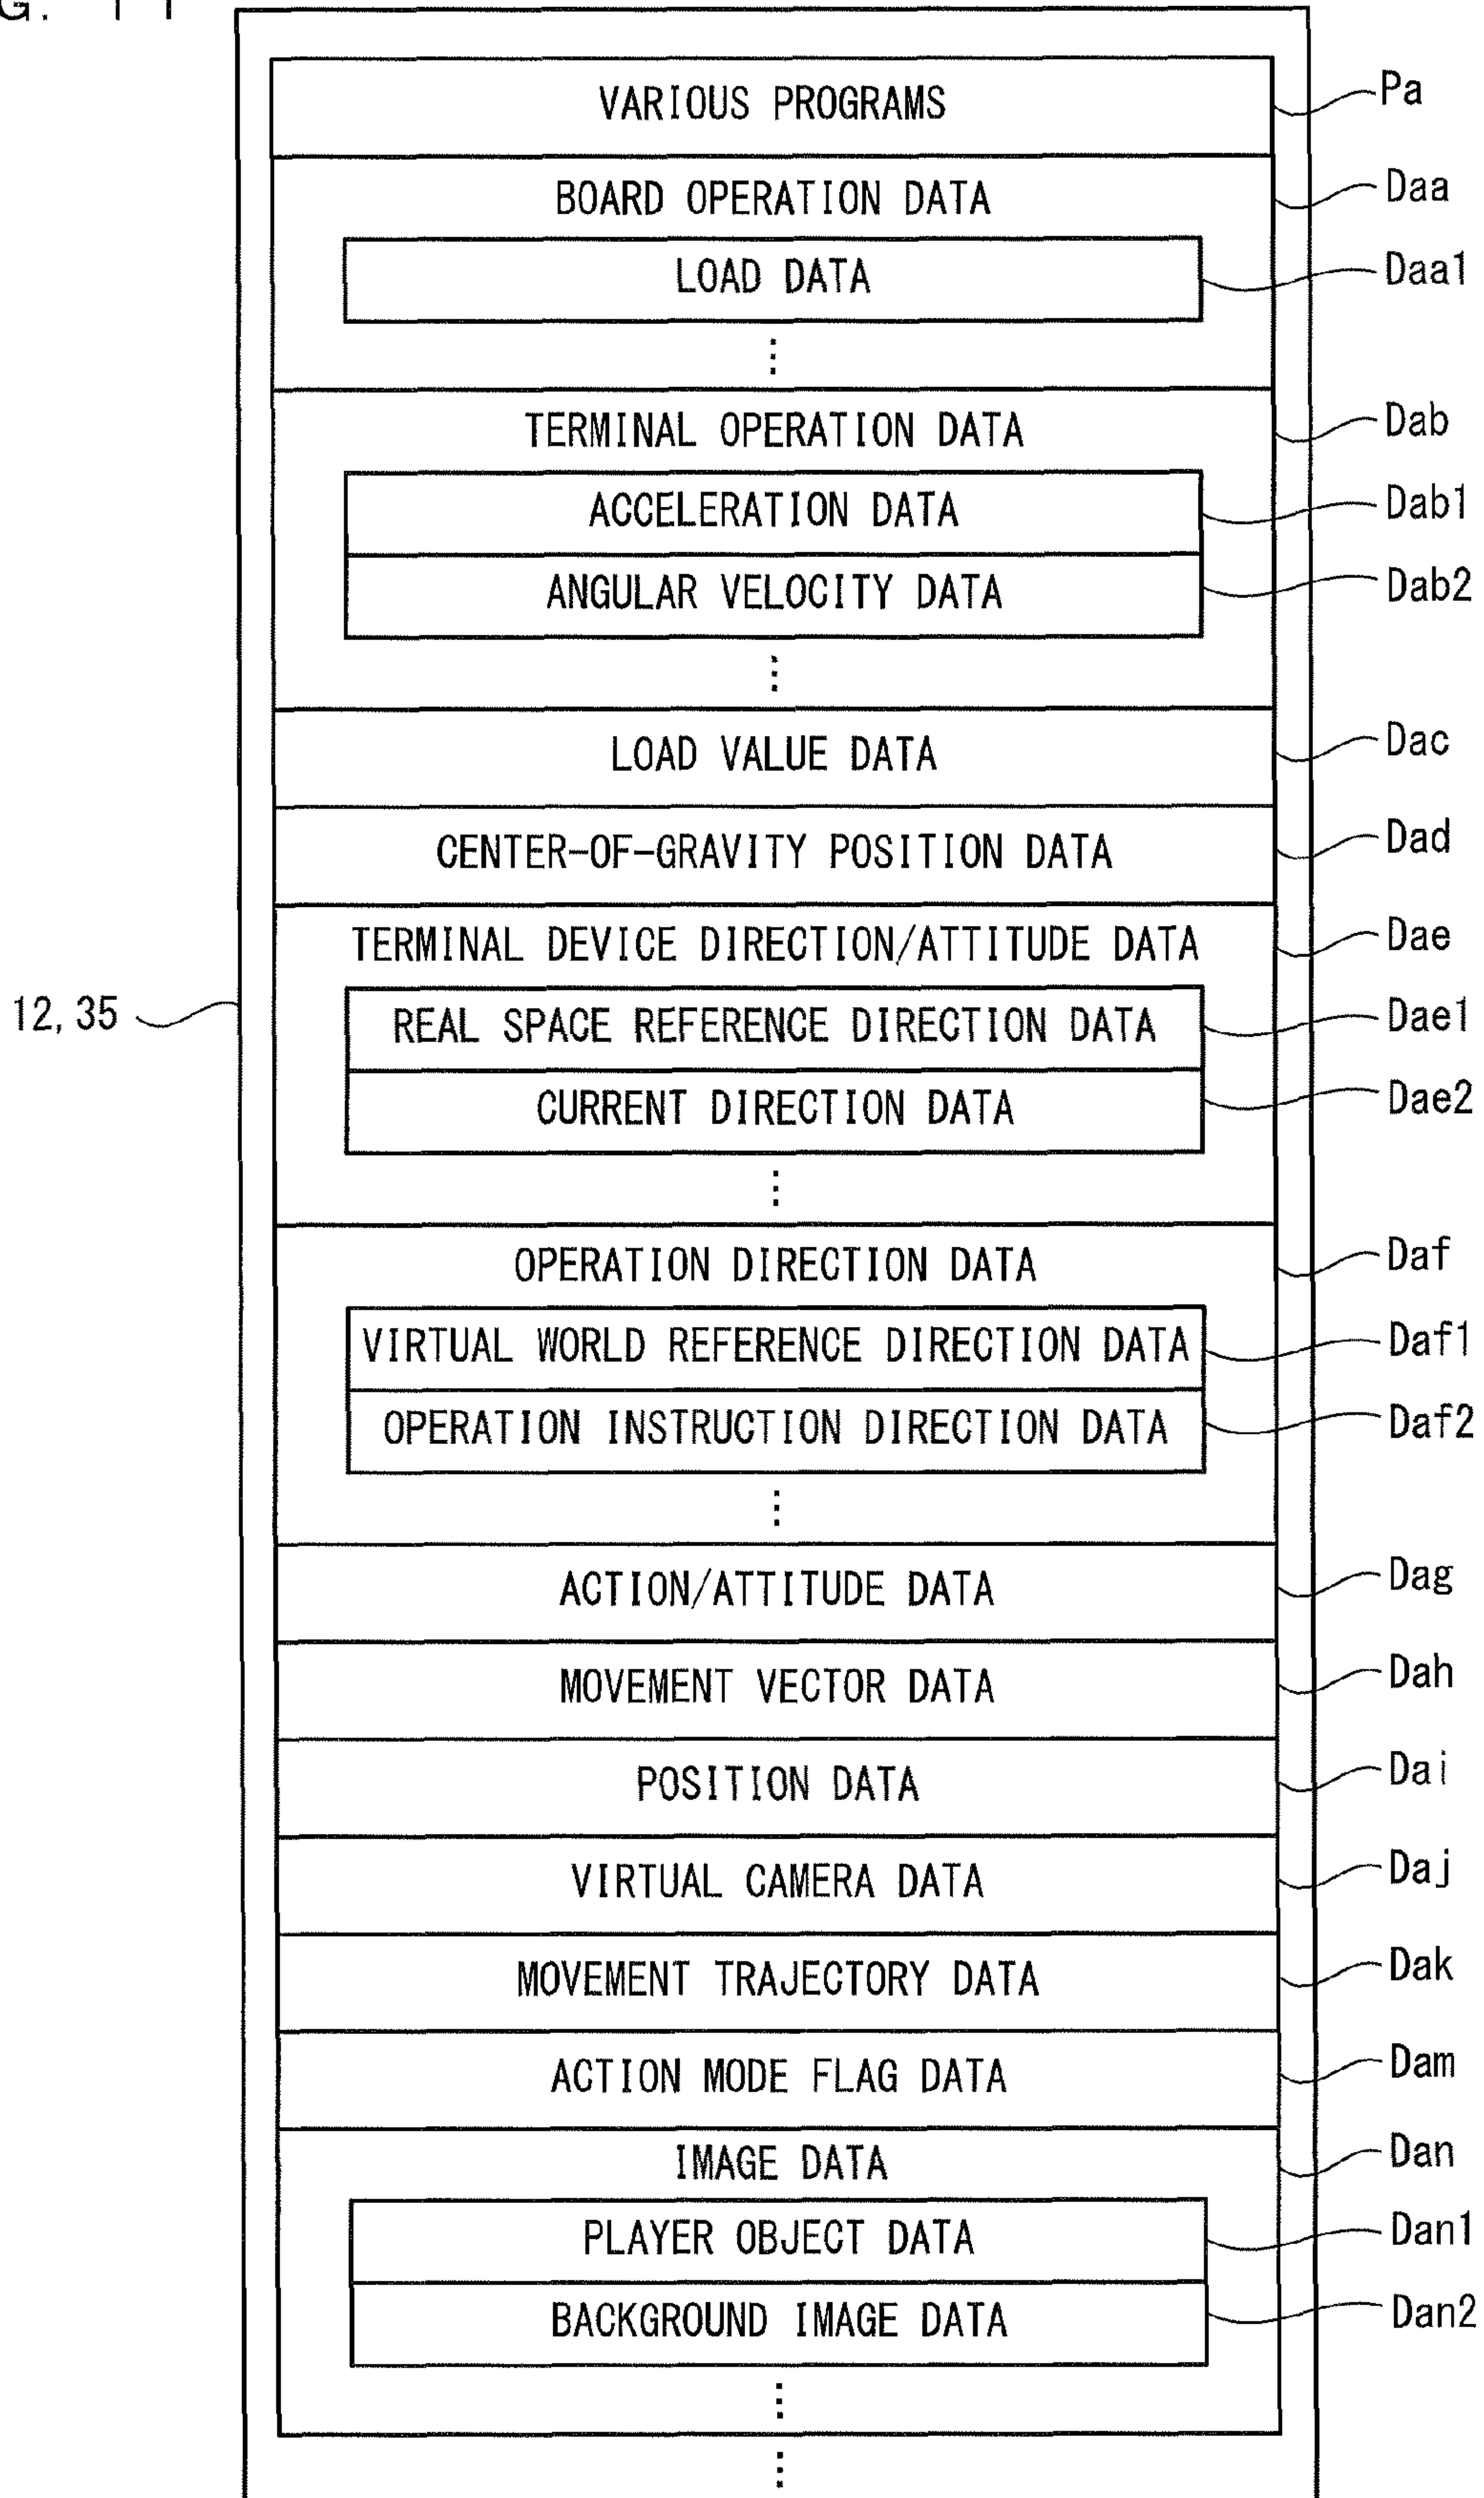 VARIOUS PROGRAMS Pa
BOARD OPERATION DATA Daa
LOAD DATA Daa1
TERMINAL OPERATION DATA Dab
ACCELERATION DATA Dab1
ANGULAR VELOCITY DATA Dab2
LOAD VALUE DATA Dac
CENTER-OF-GRAVITY POSITION DATA Dad
TERMINAL DEVICE DIRECTION/ATTITUDE DATA Dae
12, 35 REAL SPACE REFERENCE DIRECTION DATA Dae1
CURRENT DIRECTION DATA Dae2
OPERATION DIRECTION DATA Daf
VIRTUAL WORLD REFERENCE DIRECTION DATA Daf1
OPERATION INSTRUCTION DIRECTION DATA Daf2
ACTION/ATTITUDE DATA Dag
MOVEMENT VECTOR DATA Dah
POSITION DATA Dai
VIRTUAL CAMERA DATA Daj
MOVEMENT TRAJECTORY DATA Dak
ACTION MODE FLAG DATA Dam
IMAGE DATA Dan
PLAYER OBJECT DATA Dan1
BACKGROUND IMAGE DATA Dan2